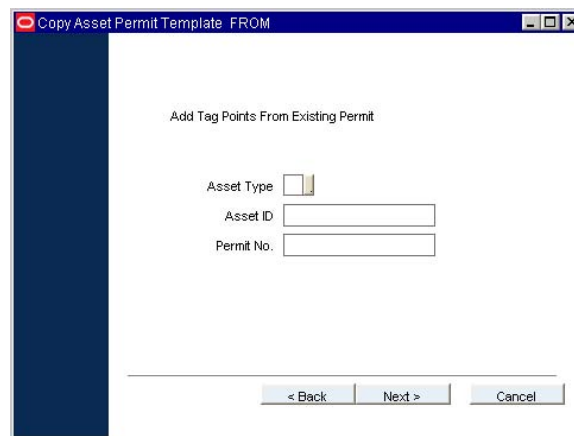 Copy Asset Permit Template FROM
Add Tag Points From Existing Permit
Asset Type
Asset ID
Permit No.
< Back Next > Cancel